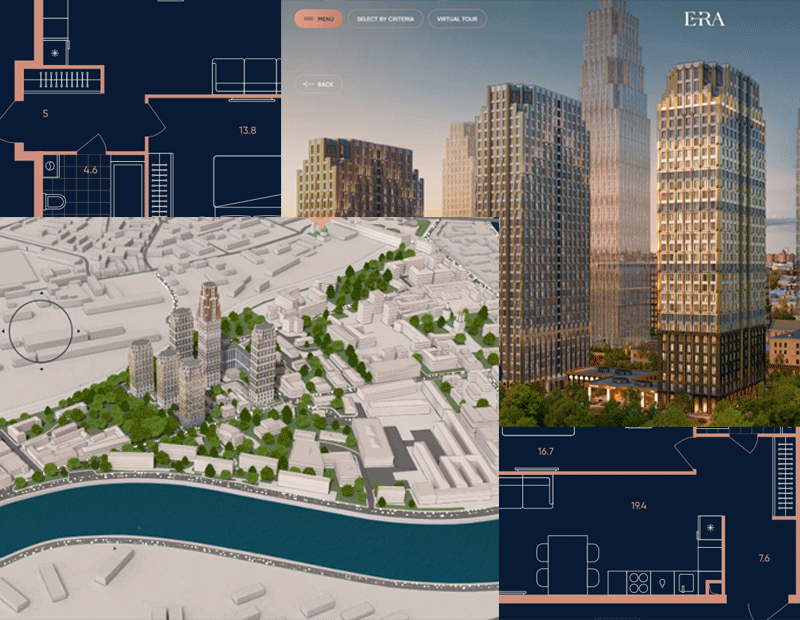 MENU
SELECT BY CRITERIA
VIRTUAL TOUR
ERA
BACK
5
13.8
4.6
16.7
19.4
7.6